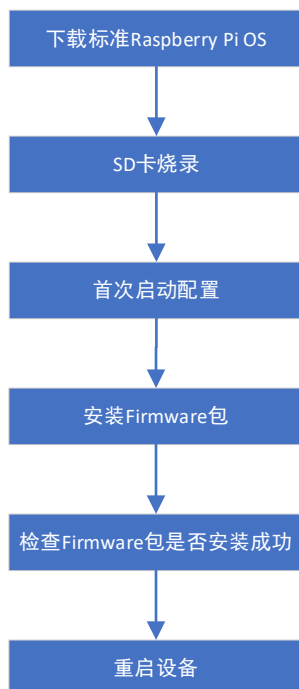 下载标准Raspberry Pi OS
SD卡烧录
首次启动配置
安装Firmware包
检查Firmware包是否安装成功
重启设备